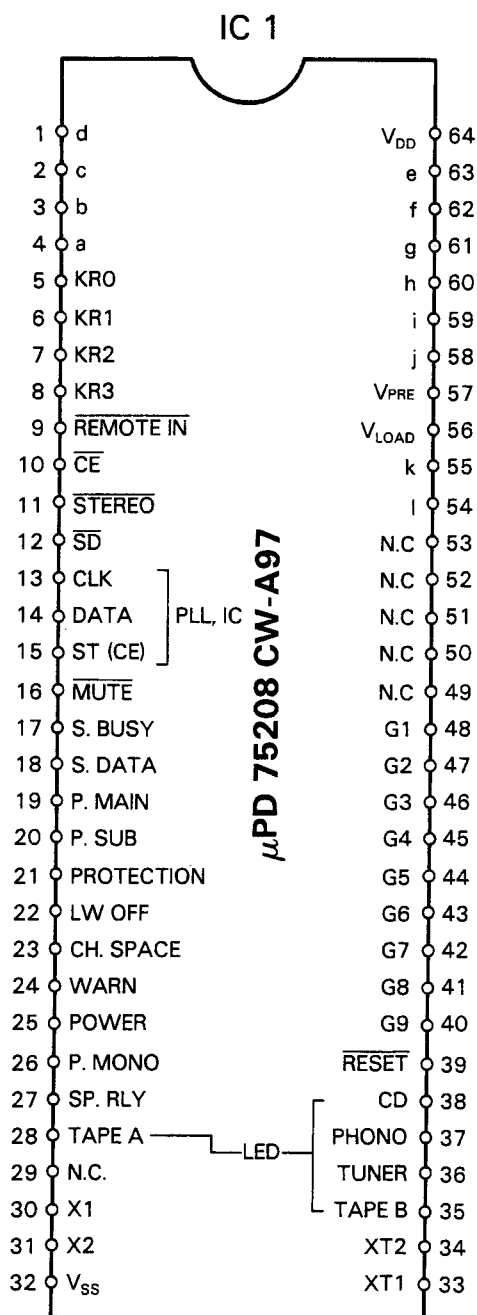 IC 1
1 d
2 c
3 b
4 a
5 KR0
6 KR1
7 KR2
8 KR3
9 REMOTE IN
10 CE
11 STEREO
12 SD
13 CLK
14 DATA
15 ST (CE)
PLL, IC
16 MUTE
17 S. BUSY
18 S. DATA
19 P. MAIN
20 P. SUB
21 PROTECTION
22 LW OFF
23 CH. SPACE
24 WARN
25 POWER
26 P. MONO
27 SP. RLY
28 TAPE A
29 N.C.
30 X1
31 X2
32 VSS
µPD 75208 CW-A97
LED
VDD 64
e 63
f 62
g 61
h 60
i 59
j 58
VPRE 57
VLOAD 56
k 55
l 54
N.C 53
N.C 52
N.C 51
N.C 50
N.C 49
G1 48
G2 47
G3 46
G4 45
G5 44
G6 43
G7 42
G8 41
G9 40
RESET 39
CD 38
PHONO 37
TUNER 36
TAPE B 35
XT2 34
XT1 33